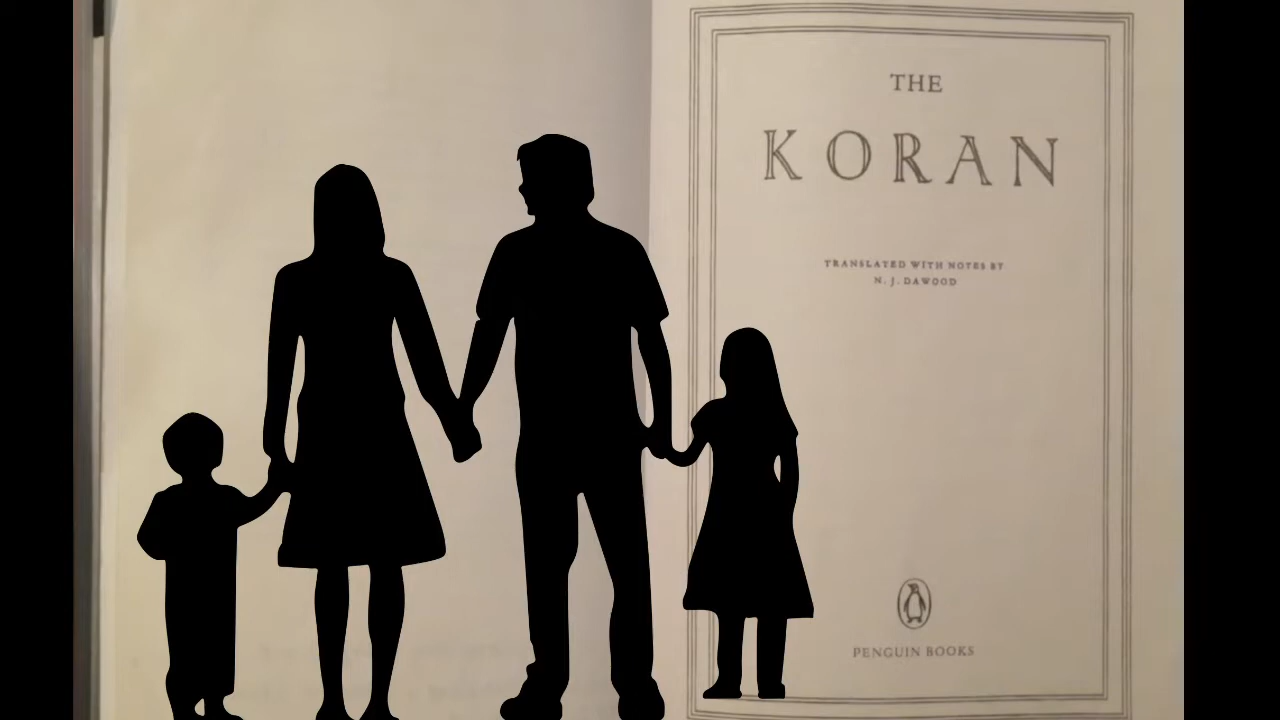 THE
KORAN
TRANSLATED WITH NOTES BY
N. J. DAWOOD
PENGUIN BOOKS